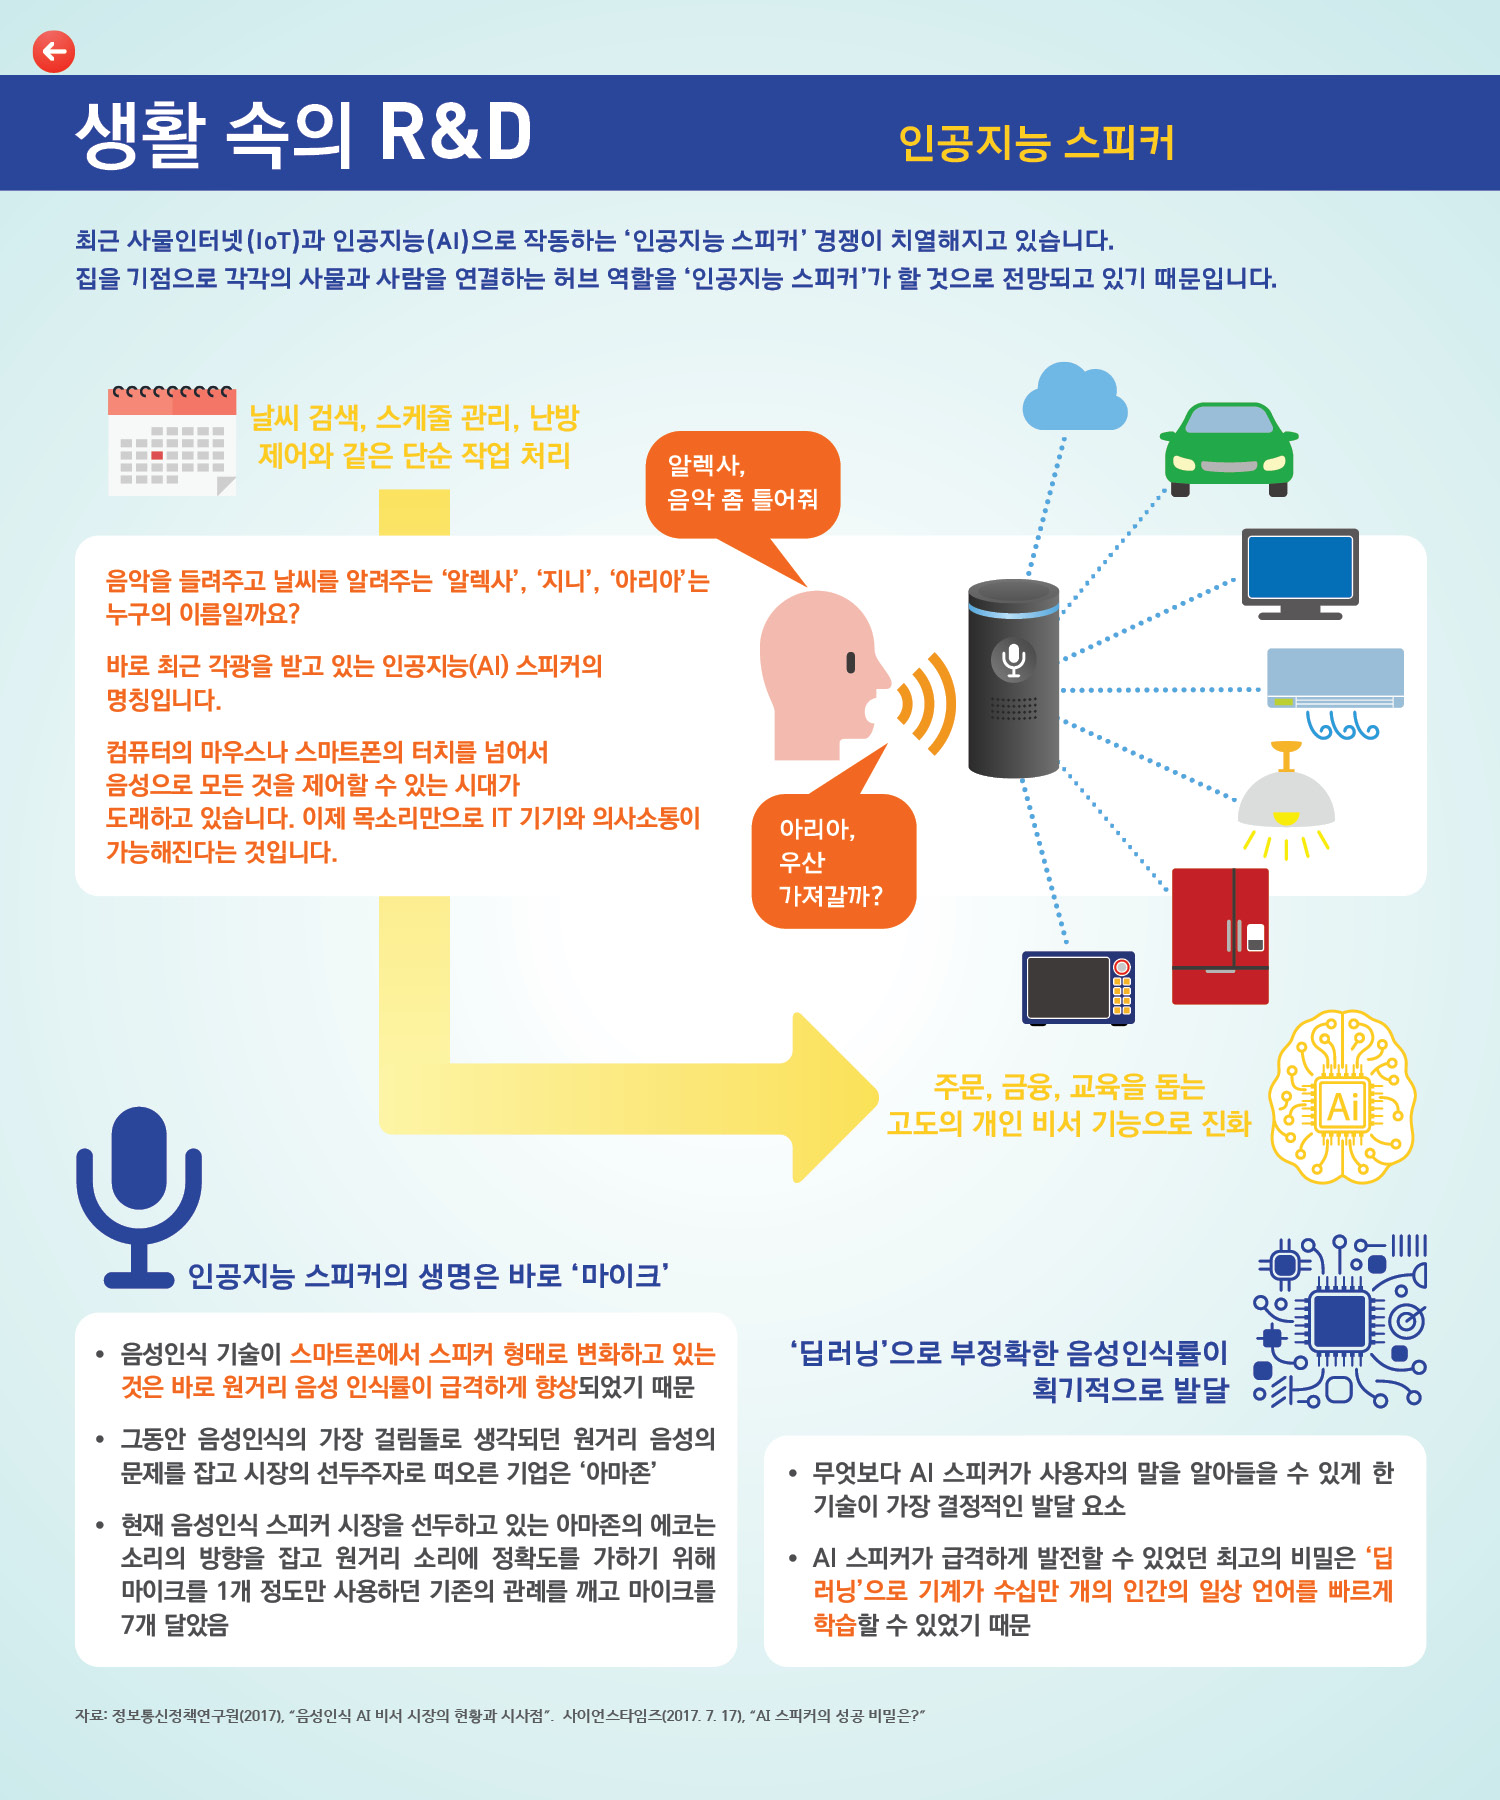 생활 속의 R&D
인공지능 스피커
최근 사물인터넷(IoT)과 인공지능(AI)으로 작동하는 ‘인공지능 스피커’ 경쟁이 치열해지고 있습니다.
집을 기점으로 각각의 사물과 사람을 연결하는 허브 역할을 ‘인공지능 스피커’가 할 것으로 전망되고 있기 때문입니다.
날씨 검색, 스케줄 관리, 난방
제어와 같은 단순 작업 처리
알렉사,
음악 좀 틀어줘
음악을 들려주고 날씨를 알려주는 ‘알렉사’, ‘지니’, ‘아리아’는
누구의 이름일까요?
바로 최근 각광을 받고 있는 인공지능(AI) 스피커의
명칭입니다.
컴퓨터의 마우스나 스마트폰의 터치를 넘어서
음성으로 모든 것을 제어할 수 있는 시대가
도래하고 있습니다. 이제 목소리만으로 IT 기기와 의사소통이
가능해진다는 것입니다.
아리아,
우산
가져갈까?
주문, 금융, 교육을 돕는
고도의 개인 비서 기능으로 진화
Ai
인공지능 스피커의 생명은 바로 ‘마이크’
• 음성인식 기술이 스마트폰에서 스피커 형태로 변화하고 있는
것은 바로 원거리 음성 인식률이 급격하게 향상되었기 때문
• 그동안 음성인식의 가장 걸림돌로 생각되던 원거리 음성의
문제를 잡고 시장의 선두주자로 떠오른 기업은 ‘아마존’
• 현재 음성인식 스피커 시장을 선두하고 있는 아마존의 에코는
소리의 방향을 잡고 원거리 소리에 정확도를 가하기 위해
마이크를 1개 정도만 사용하던 기존의 관례를 깨고 마이크를
7개 달았음
‘딥러닝’으로 부정확한 음성인식률이
획기적으로 발달
• 무엇보다 AI 스피커가 사용자의 말을 알아들을 수 있게 한
기술이 가장 결정적인 발달 요소
• AI 스피커가 급격하게 발전할 수 있었던 최고의 비밀은 ‘딥
러닝’으로 기계가 수십만 개의 인간의 일상 언어를 빠르게
학습할 수 있었기 때문
자료: 정보통신정책연구원(2017), “음성인식 AI 비서 시장의 현황과 시사점”. 사이언스타임즈(2017. 7. 17), “AI 스피커의 성공 비밀은?”